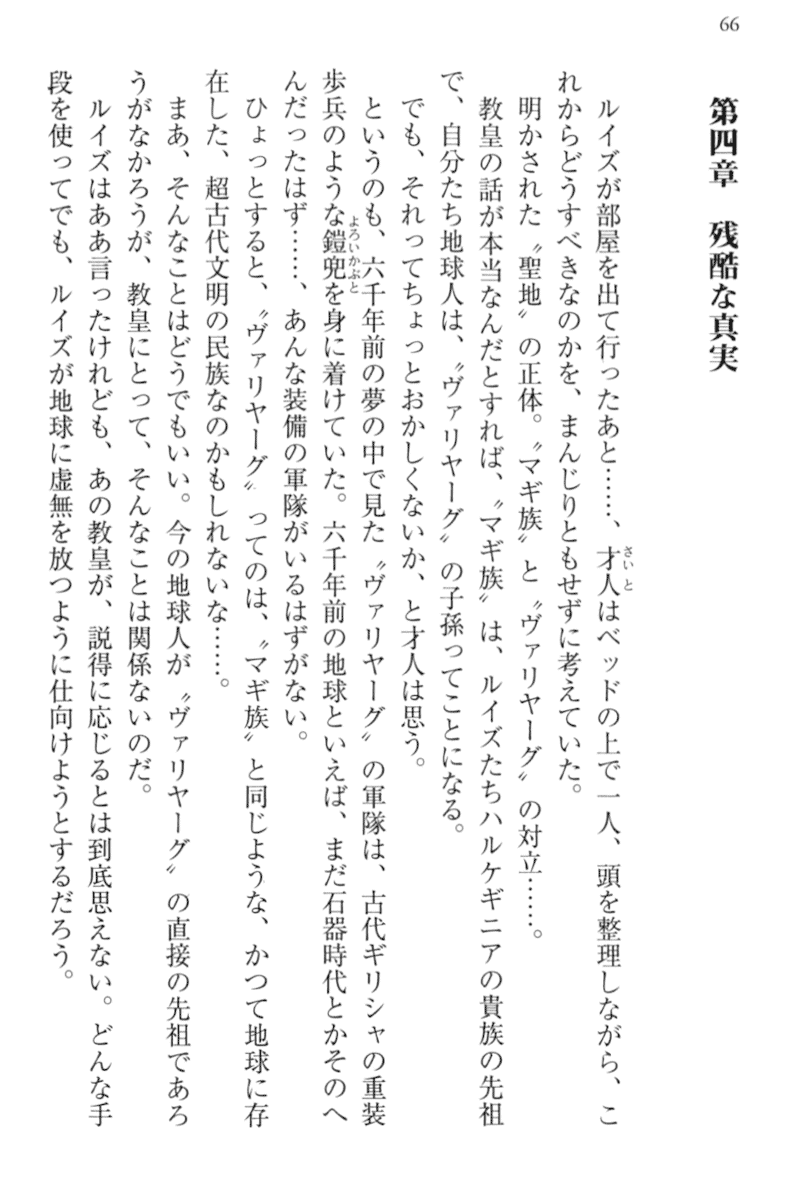 66
第四章　残酷な真実
　ルイズが部屋を出て行ったあと……、才人はベッドの上で一人、頭を整理しながら、こ
れからどうすべきなのかを、まんじりともせずに考えていた。
　明かされた〝聖地〟の正体。〝マギ族〟と〝ヴァリヤーグ〟の対立……。
　教皇の話が本当なんだとすれば、〝マギ族〟は、ルイズたちハルケギニアの貴族の先祖
で、自分たち地球人は、〝ヴァリヤーグ〟の子孫ってことになる。
　でも、それってちょっとおかしくないか、と才人は思う。
　というのも、六千年前の夢の中で見た〝ヴァリヤーグ〟の軍隊は、古代ギリシャの重装
歩兵のような鎧兜を身に着けていた。六千年前の地球といえば、まだ石器時代とかそのへ
んだったはず……、あんな装備の軍隊がいるはずがない。
　ひょっとすると、〝ヴァリヤーグ〟ってのは、〝マギ族〟と同じような、かつて地球に存
在した、超古代文明の民族なのかもしれないな……。
　まあ、そんなことはどうでもいい。今の地球人が〝ヴァリヤーグ〟の直接の先祖であろ
うがなかろうが、教皇にとって、そんなことは関係ないのだ。
　ルイズはああ言ったけれども、あの教皇が、説得に応じるとは到底思えない。どんな手
段を使ってでも、ルイズが地球に虚無を放つように仕向けようとするだろう。